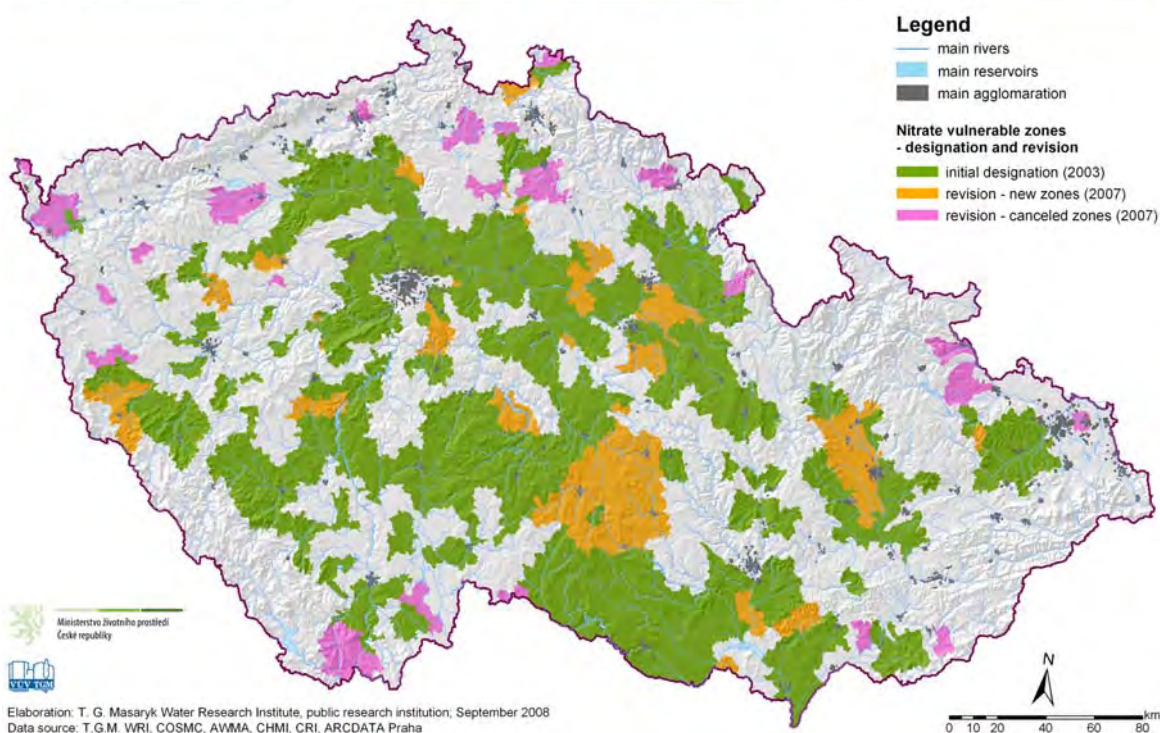 Legend
main rivers
main reservoirs
main agglomaration
Nitrate vulnerable zones
- designation and revision
initial designation (2003)
revision - new zones (2007)
revision - canceled zones (2007)
Ministerstvo životního prostředí
České republiky
VÚV TGM
Elaboration: T. G. Masaryk Water Research Institute, public research institution; September 2008
Data source: T.G.M. WRI, COSMC, AWMA, CHMI, CRI, ARCDATA Praha
N
km
0 10 20 40 60 80